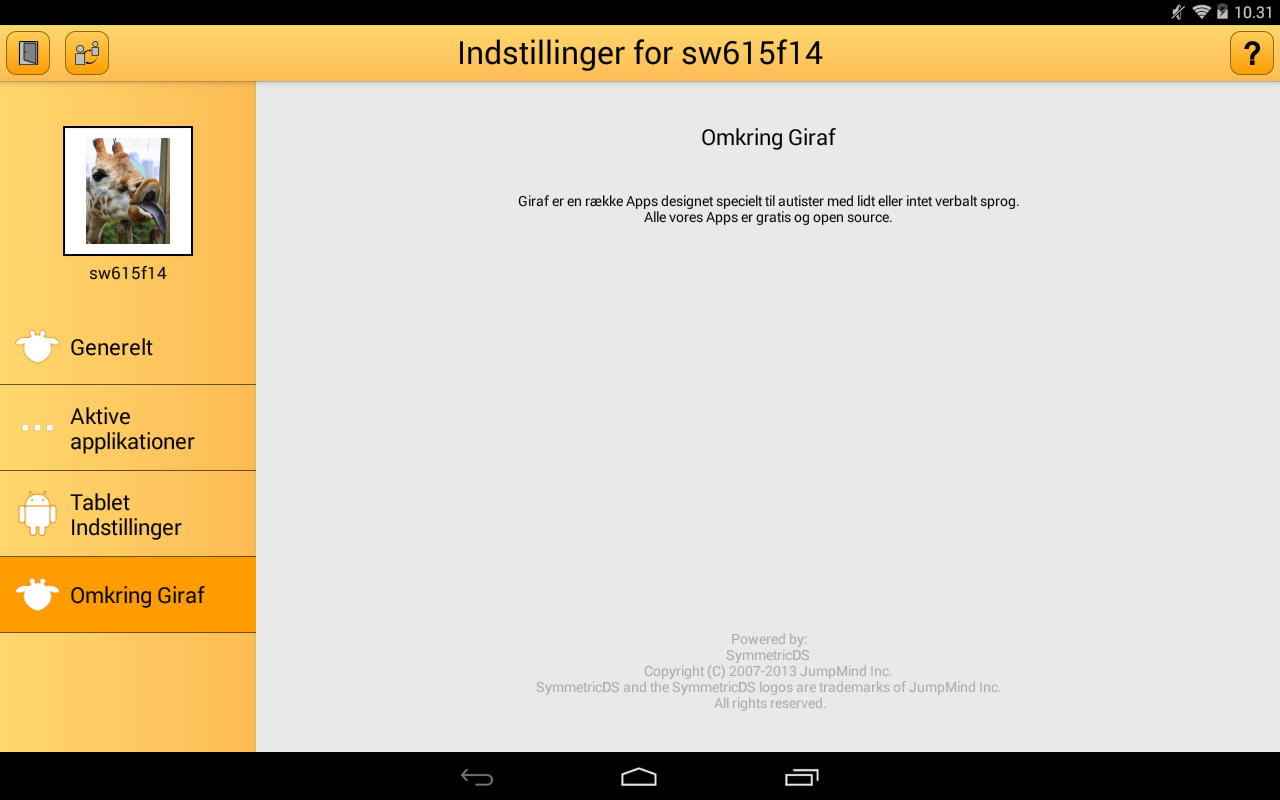 10.31
Indstillinger for sw615f14
?
sw615f14
Generelt
Aktive
applikationer
Tablet
Indstillinger
Omkring Giraf
Omkring Giraf
Giraf er en række Apps designet specielt til autister med lidt eller intet verbalt sprog.
Alle vores Apps er gratis og open source.
Powered by:
SymmetricDS
Copyright (C) 2007-2013 JumpMind Inc.
SymmetricDS and the SymmetricDS logos are trademarks of JumpMind Inc.
All rights reserved.